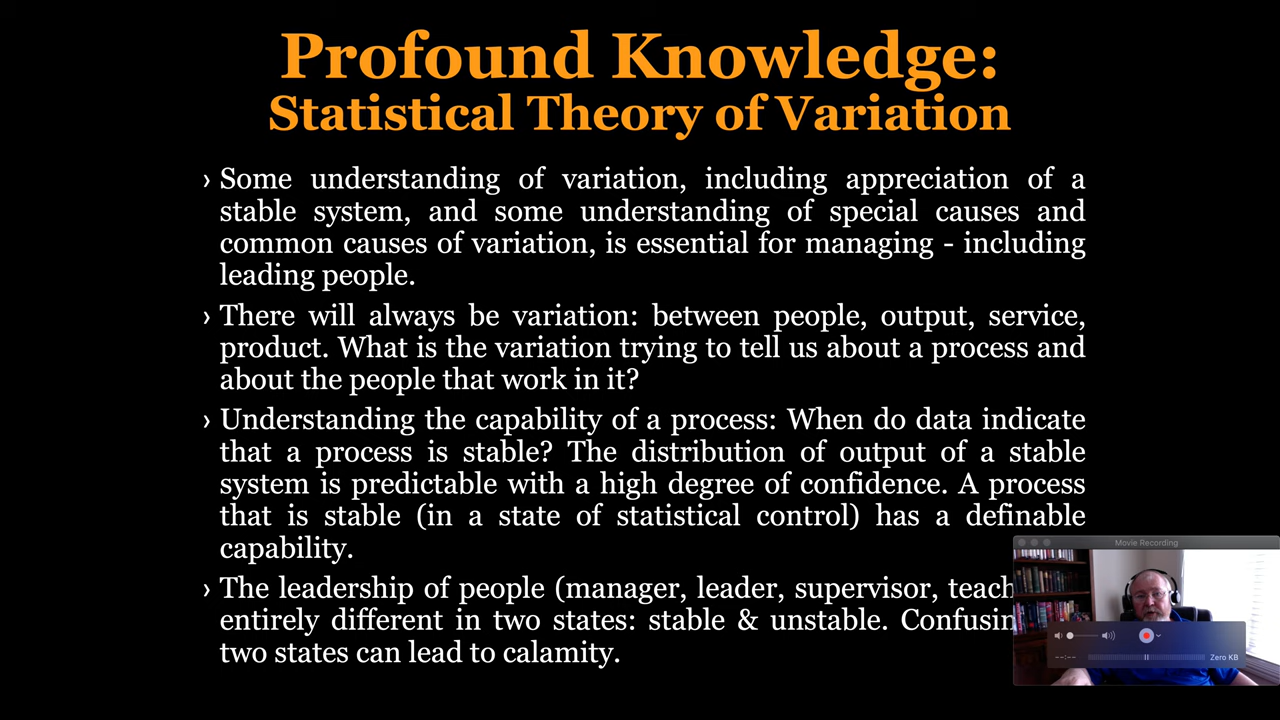 Profound Knowledge:
Statistical Theory of Variation
› Some understanding of variation, including appreciation of a
stable system, and some understanding of special causes and
common causes of variation, is essential for managing - including
leading people.
› There will always be variation: between people, output, service,
product. What is the variation trying to tell us about a process and
about the people that work in it?
› Understanding the capability of a process: When do data indicate
that a process is stable? The distribution of output of a stable
system is predictable with a high degree of confidence. A process
that is stable (in a state of statistical control) has a definable
capability.
› The leadership of people (manager, leader, supervisor, teach
entirely different in two states: stable & unstable. Confusin
two states can lead to calamity.
Movie Recording
--:--
Zero KB